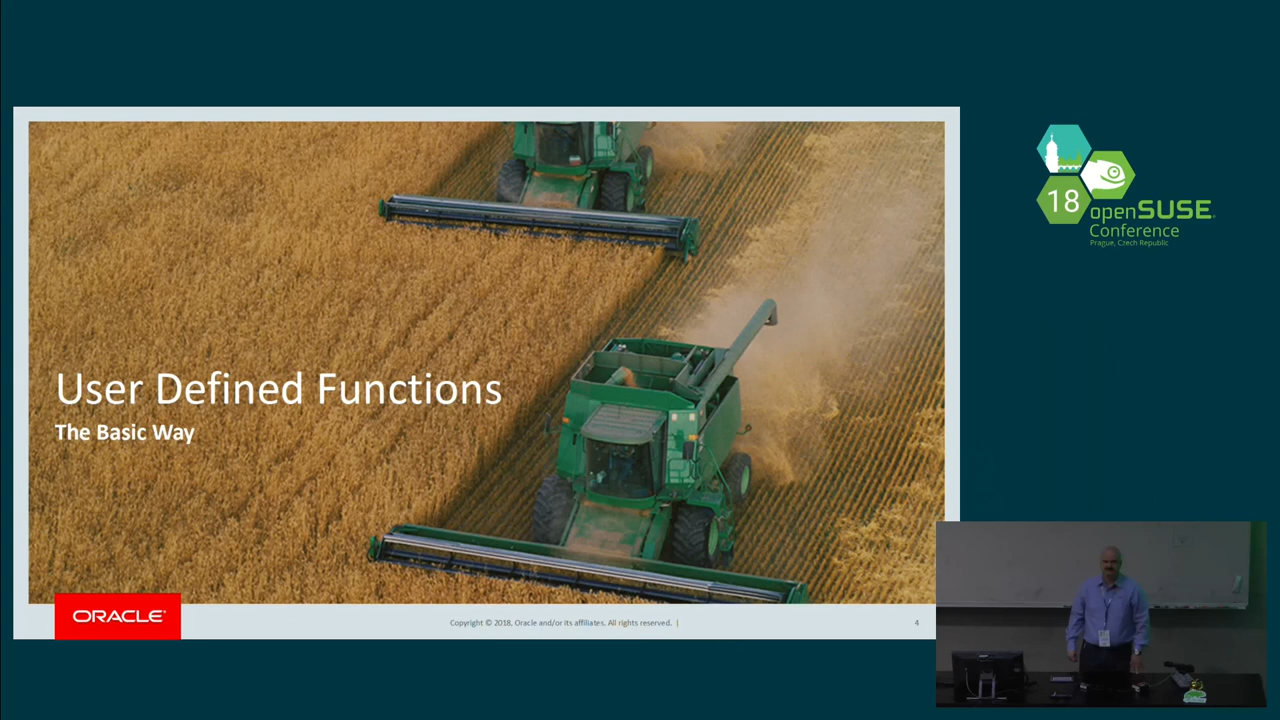 User Defined Functions
The Basic Way
ORACLE®
Copyright © 2018, Oracle and/or its affiliates. All rights reserved. |
4
18
openSUSE®
Conference
Prague, Czech Republic